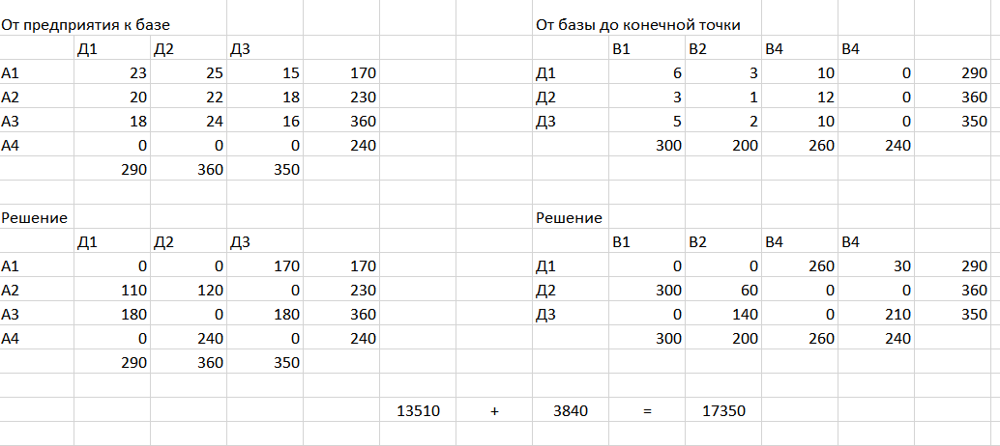 От предприятия к базе От базы до конечной точки
Д1 Д2 Д3 В1 В2 В4 В4
А1 23 25 15 170 Д1 6 3 10 0 290
А2 20 22 18 230 Д2 3 1 12 0 360
А3 18 24 16 360 Д3 5 2 10 0 350
А4 0 0 0 240 300 200 260 240
290 360 350
Решение Решение
Д1 Д2 Д3 В1 В2 В4 В4
А1 0 0 170 170 Д1 0 0 260 30 290
А2 110 120 0 230 Д2 300 60 0 0 360
А3 180 0 180 360 Д3 0 140 0 210 350
А4 0 240 0 240 300 200 260 240
290 360 350
13510 + 3840 = 17350